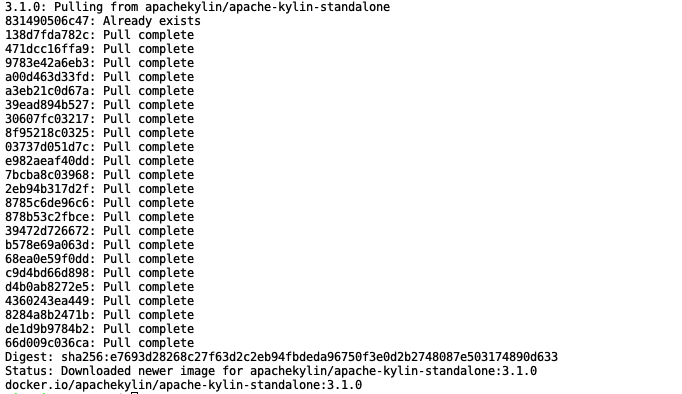 3.1.0: Pulling from apachekylin/apache-kylin-standalone
831490506c47: Already exists
138d7fda782c: Pull complete
471dcc16ffa9: Pull complete
9783e42a6eb3: Pull complete
a00d463d33fd: Pull complete
a3eb21c0d67a: Pull complete
39ead894b527: Pull complete
30607fc03217: Pull complete
8f95218c0325: Pull complete
03737d051d7c: Pull complete
e982aeaf40dd: Pull complete
7bcba8c03968: Pull complete
2eb94b317d2f: Pull complete
8785c6de96c6: Pull complete
878b53c2fbce: Pull complete
39472d726672: Pull complete
b578e69a063d: Pull complete
68ea0e59f0dd: Pull complete
c9d4bd66d898: Pull complete
d4b0ab8272e5: Pull complete
4360243ea449: Pull complete
8284a8b2471b: Pull complete
de1d9b9784b2: Pull complete
66d009c036ca: Pull complete
Digest: sha256:e7693d28268c27f63d2c2eb94fbdeda96750f3e0d2b2748087e503174890d633
Status: Downloaded newer image for apachekylin/apache-kylin-standalone:3.1.0
docker.io/apachekylin/apache-kylin-standalone:3.1.0